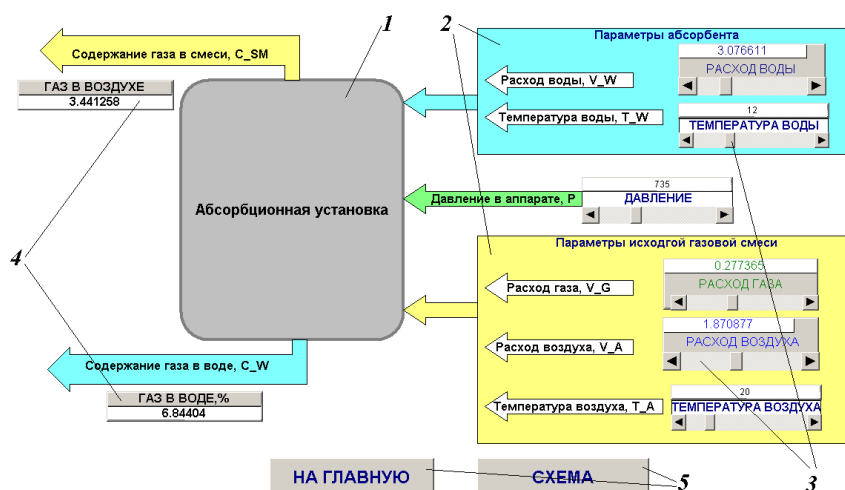 1
2
Параметры абсорбента
Содержание газа в смеси, C_SM
3.076611
РАСХОД ВОДЫ
Расход воды, V_W
ГАЗ В ВОЗДУХЕ
3.441258
12
Температура воды, T_W
ТЕМПЕРАТУРА ВОДЫ
735
Давление в аппарате, P
ДАВЛЕНИЕ
Абсорбционная установка
Параметры исходгой газовой смеси
4
0.277365
РАСХОД ГАЗА
Расход газа, V_G
1.870877
РАСХОД ВОЗДУХА
Расход воздуха, V_A
Содержание газа в воде, C_W
20
ГАЗ В ВОДЕ,%
6.84404
Температура воздуха, T_A
ТЕМПЕРАТУРА ВОЗДУХА
НА ГЛАВНУЮ
СХЕМА
5
3